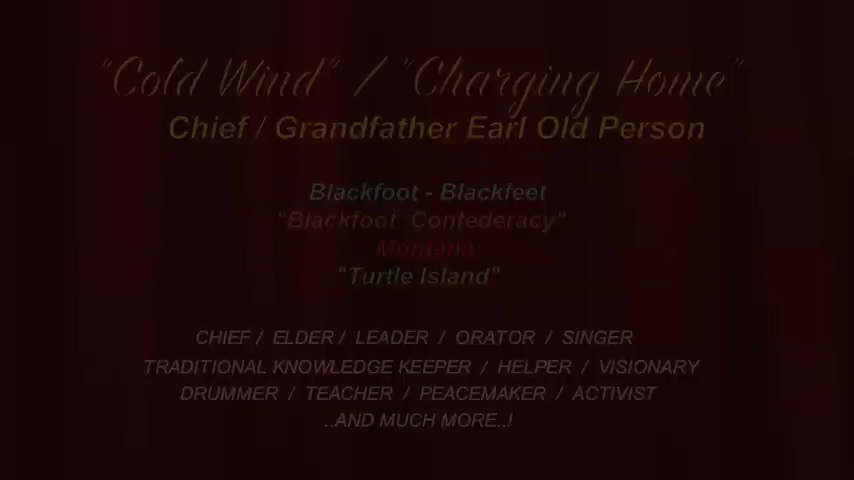 "Cold Wind" / "Charging Home"
Chief / Grandfather Earl Old Person
Blackfoot - Blackfeet
"Blackfoot Confederacy"
Montana
"Turtle Island"
CHIEF / ELDER / LEADER / ORATOR / SINGER
TRADITIONAL KNOWLEDGE KEEPER / HELPER / VISIONARY
DRUMMER / TEACHER / PEACEMAKER / ACTIVIST
..AND MUCH MORE..!